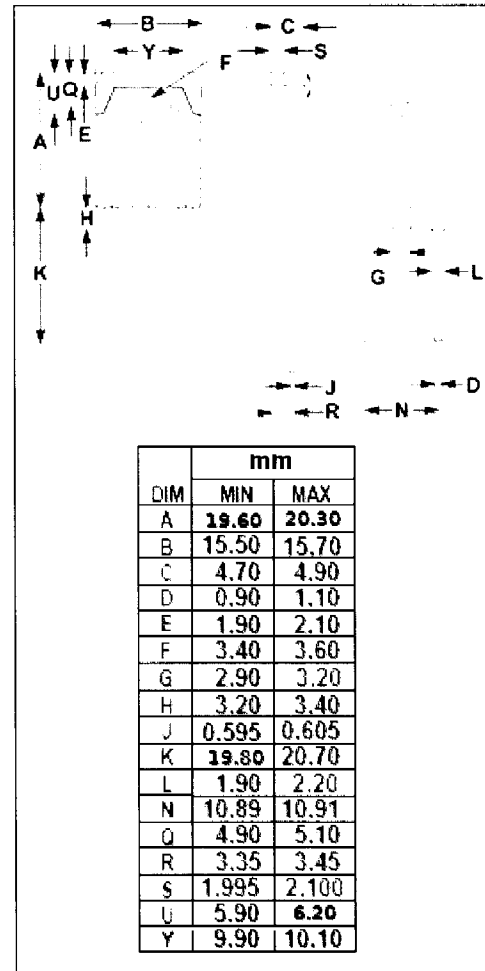 B
C
Y
F
S
U
Q
E
A
H
K
G
L
J
D
R
N
mm
DIM MIN MAX
A 19.60 20.30
B 15.50 15.70
C 4.70 4.90
D 0.90 1.10
E 1.90 2.10
F 3.40 3.60
G 2.90 3.20
H 3.20 3.40
J 0.595 0.605
K 19.80 20.70
L 1.90 2.20
N 10.89 10.91
Q 4.90 5.10
R 3.35 3.45
S 1.995 2.100
U 5.90 6.20
Y 9.90 10.10